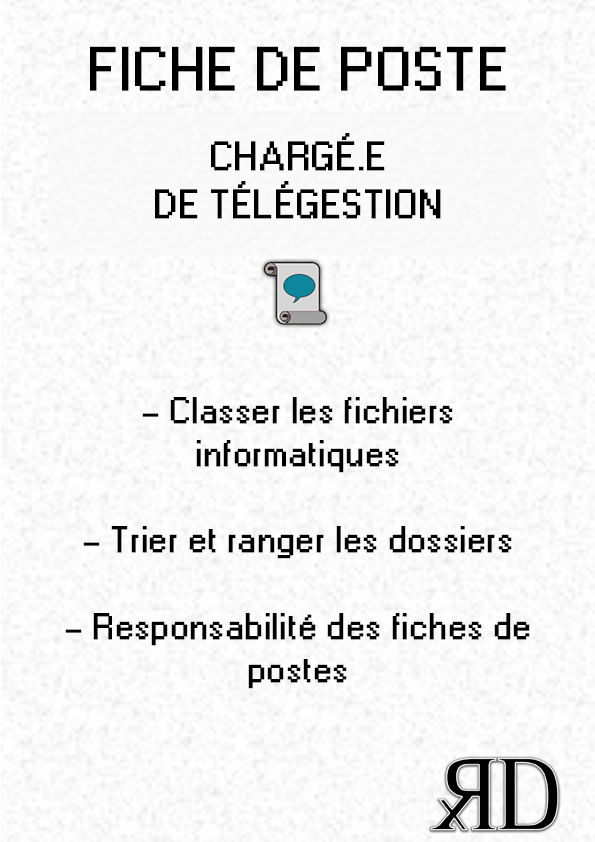 FICHE DE POSTE
CHARGÉ.E
DE TÉLÉGESTION
– Classer les fichiers
informatiques
– Trier et ranger les dossiers
– Responsabilité des fiches de
postes
xRD